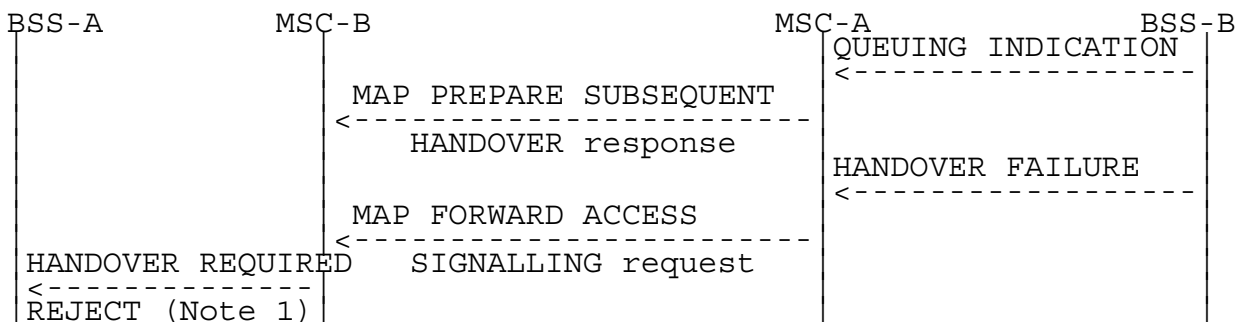 BSS-A MSC-B MSC-A BSS-B
QUEUING INDICATION
MAP PREPARE SUBSEQUENT
HANDOVER response
HANDOVER FAILURE
MAP FORWARD ACCESS
HANDOVER REQUIRED SIGNALLING request
REJECT (Note 1)